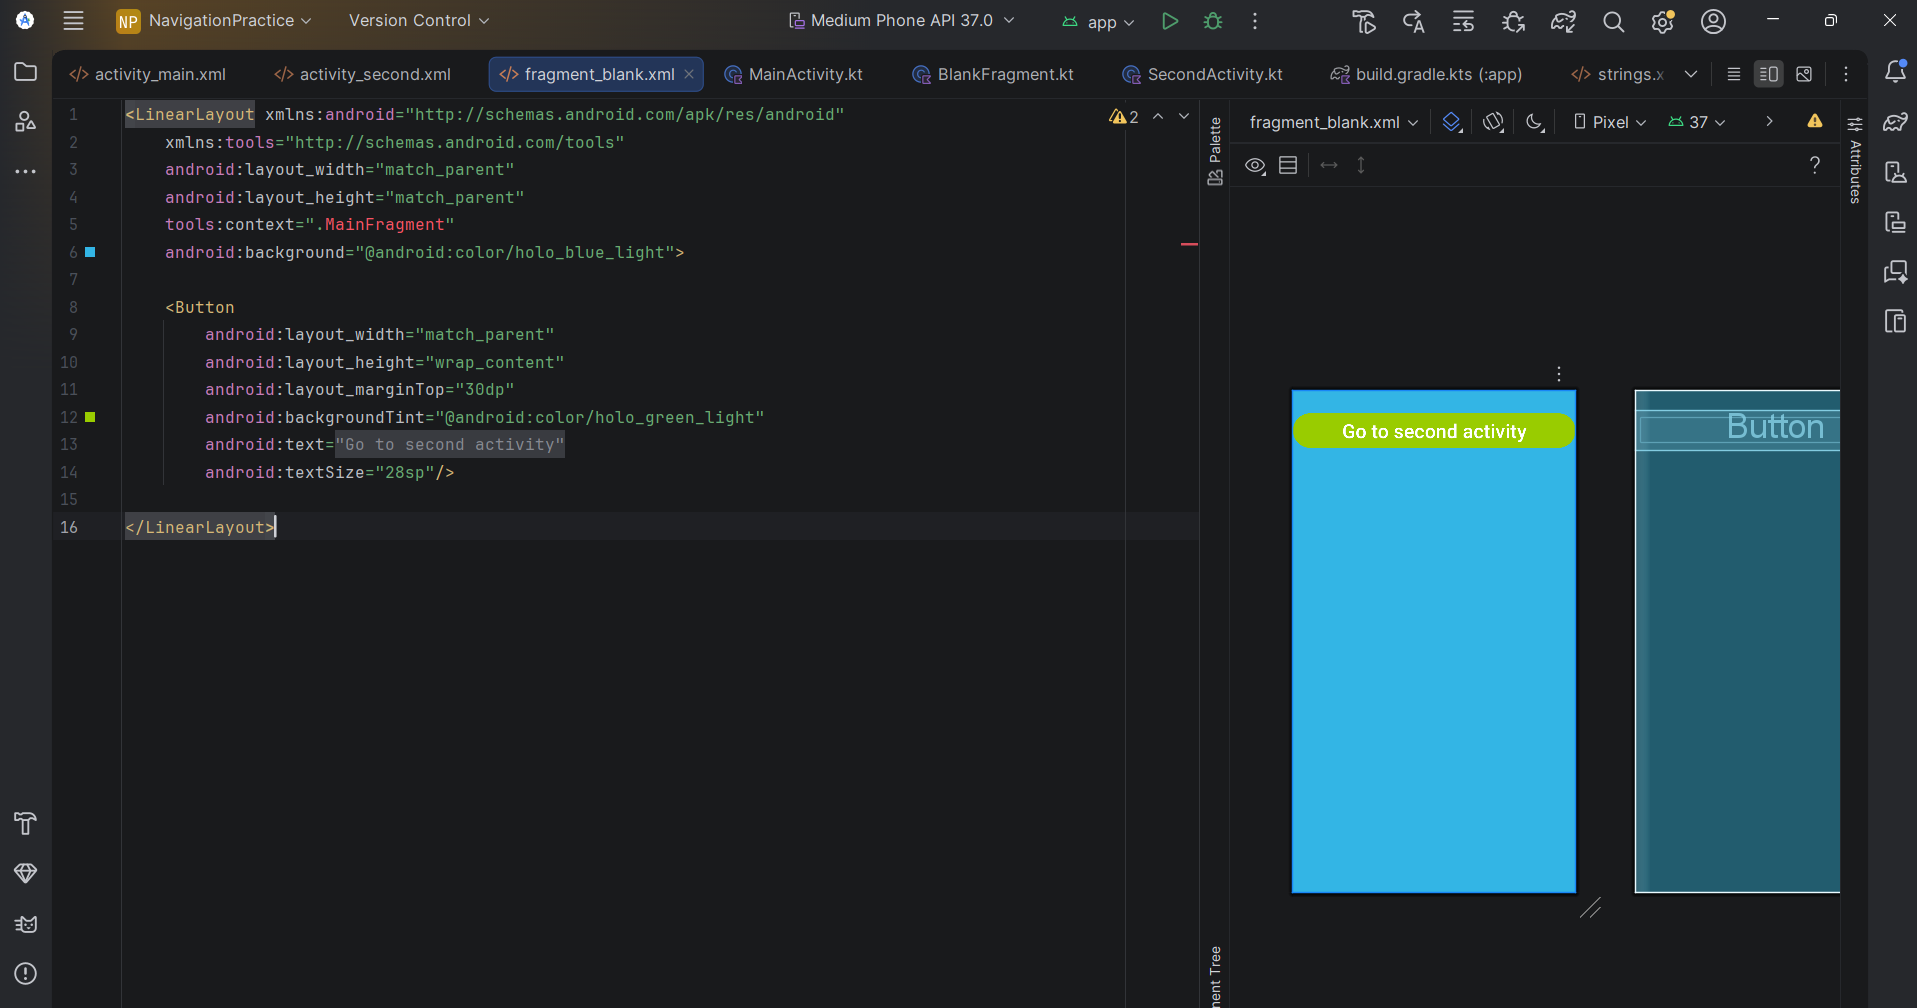 NP NavigationPractice Version Control Medium Phone API 37.0 app
activity_main.xml activity_second.xml fragment_blank.xml MainActivity.kt BlankFragment.kt SecondActivity.kt build.gradle.kts (:app) strings.x
1 <LinearLayout xmlns:android="http://schemas.android.com/apk/res/android"
2 xmlns:tools="http://schemas.android.com/tools"
3 android:layout_width="match_parent"
4 android:layout_height="match_parent"
5 tools:context=".MainFragment"
6 android:background="@android:color/holo_blue_light">
7
8 <Button
9 android:layout_width="match_parent"
10 android:layout_height="wrap_content"
11 android:layout_marginTop="30dp"
12 android:backgroundTint="@android:color/holo_green_light"
13 android:text="Go to second activity"
14 android:textSize="28sp"/>
15
16 </LinearLayout>
2
Palette
fragment_blank.xml Pixel 37
?
Attributes
Go to second activity
Button
nent Tree